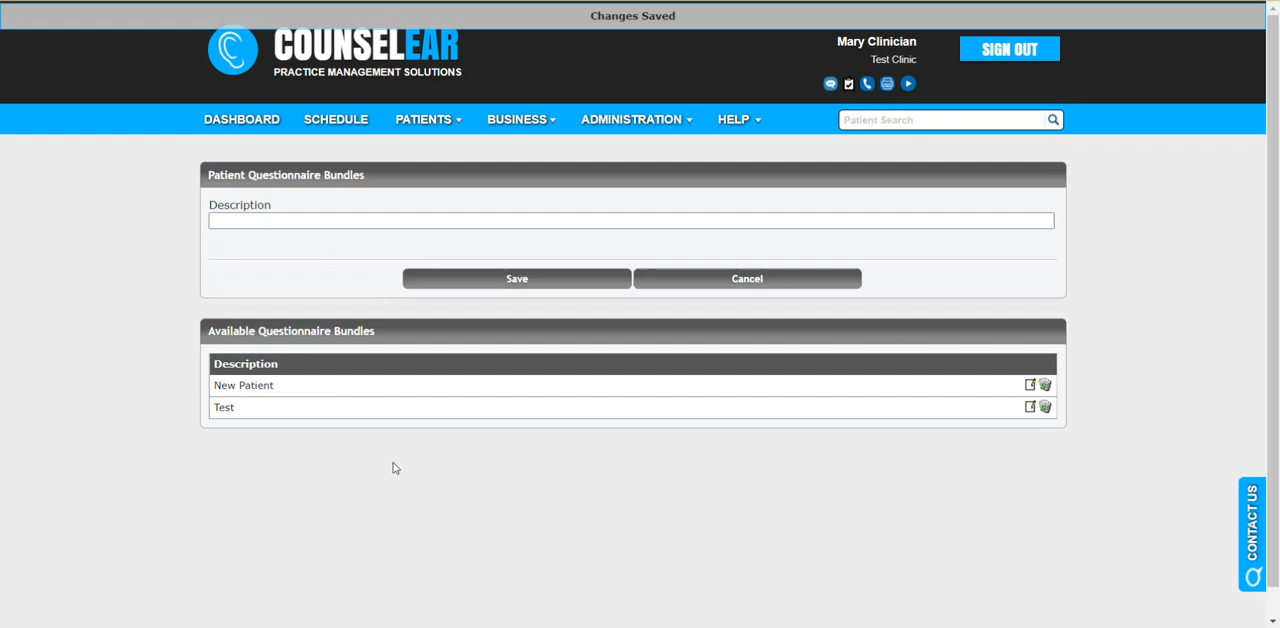 Changes Saved
COUNSELEAR
PRACTICE MANAGEMENT SOLUTIONS
Mary Clinician
Test Clinic
SIGN OUT
DASHBOARD SCHEDULE PATIENTS BUSINESS ADMINISTRATION HELP Patient Search
Patient Questionnaire Bundles
Description
Save Cancel
Available Questionnaire Bundles
Description
New Patient
Test
CONTACT US